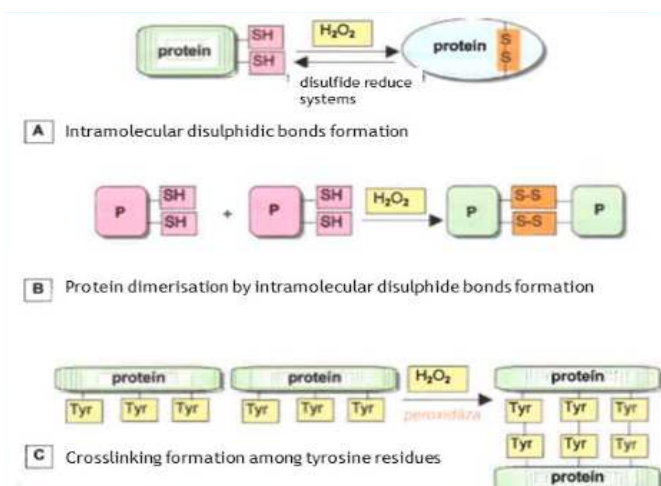 protein
SH
SH
H₂O₂
protein
S
S
disulfide reduce
systems
A Intramolecular disulphidic bonds formation
P
SH
SH
+
P
SH
SH
H₂O₂
P
S-S
S-S
P
B Protein dimerisation by intramolecular disulphide bonds formation
protein
protein
H₂O₂
protein
Tyr Tyr Tyr
Tyr Tyr Tyr
peroxidáza
Tyr Tyr Tyr
Tyr Tyr Tyr
C Crosslinking formation among tyrosine residues
protein